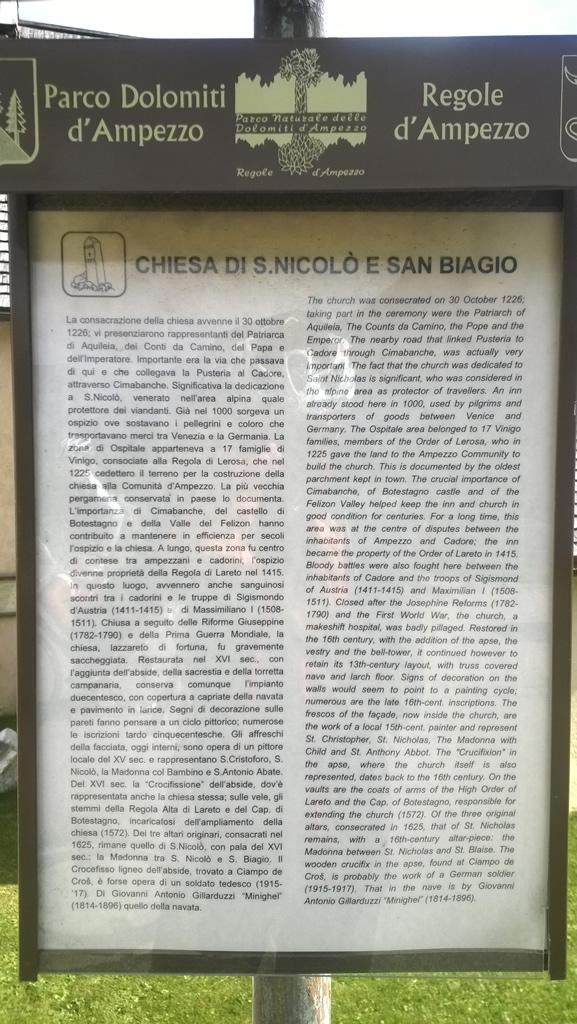 Parco Dolomiti
d'Ampezzo
Parco Naturale delle
Dolomiti d'Ampezzo
Regole d'Ampezzo
Regole
d'Ampezzo
CHIESA DI S.NICOLÒ E SAN BIAGIO
La consacrazione della chiesa avvenne il 30 ottobre
1226; vi presenziarono rappresentanti del Patriarca
di Aquileia, dei Conti da Camino, del Papa e
dell'Imperatore. Importante era la via che passava
di qui e che collegava la Pusteria al Cadore,
attraverso Cimabanche. Significativa la dedicazione
a S.Nicolò, venerato nell'area alpina quale
protettore dei viandanti. Già nel 1000 sorgeva un
ospizio ove sostavano i pellegrini e coloro che
trasportavano merci tra Venezia e la Germania. La
zona di Ospitale apparteneva a 17 famiglie di
Vinigo, consociate alla Regola di Lerosa, che nel
1225 cedettero il terreno per la costruzione della
chiesa alla Comunità d'Ampezzo. La più vecchia
pergamena conservata in paese lo documenta.
L'importanza di Cimabanche, del castello di
Botestagno e della Valle del Felizon hanno
contribuito a mantenere in efficienza per secoli
l'ospizio e la chiesa. A lungo, questa zona fu centro
di contese tra ampezzani e cadorini; l'ospizio
divenne proprietà della Regola di Lareto nel 1415.
In questo luogo, avvennero anche sanguinosi
scontri tra i cadorini e le truppe di Sigismondo
d'Austria (1411-1415) e di Massimiliano I (1508-
1511). Chiusa a seguito delle Riforme Giuseppine
(1782-1790) e della Prima Guerra Mondiale, la
chiesa, lazzareto di fortuna, fu gravemente
saccheggiata. Restaurata nel XVI sec., con
l'aggiunta dell'abside, della sacrestia e della torretta
campanaria, conserva comunque l'impianto
duecentesco, con copertura a capriate della navata
e pavimento in larice. Segni di decorazione sulle
pareti fanno pensare a un ciclo pittorico; numerose
le iscrizioni tardo cinquecentesche. Gli affreschi
della facciata, oggi interni, sono opera di un pittore
locale del XV sec. e rappresentano S.Cristoforo, S.
Nicolò, la Madonna col Bambino e S.Antonio Abate.
Del XVI sec. la "Crocifissione" dell'abside, dov'è
rappresentata anche la chiesa stessa; sulle vele, gli
stemmi della Regola Alta di Lareto e del Cap. di
Botestagno, incaricatosi dell'ampliamento della
chiesa (1572). Dei tre altari originari, consacrati nel
1625, rimane quello di S.Nicolò, con pala del XVI
sec.: la Madonna tra S. Nicolò e S. Biagio. Il
Crocefisso ligneo dell'abside, trovato a Ciampo de
Croš, è forse opera di un soldato tedesco (1915-
'17). Di Giovanni Antonio Gillarduzzi "Minighel"
(1814-1896) quello della navata.
The church was consecrated on 30 October 1226;
taking part in the ceremony were the Patriarch of
Aquileia, The Counts da Camino, the Pope and the
Emperor. The nearby road that linked Pusteria to
Cadore through Cimabanche, was actually very
important. The fact that the church was dedicated to
Saint Nicholas is significant, who was considered in
the alpine area as protector of travellers. An inn
already stood here in 1000, used by pilgrims and
transporters of goods between Venice and
Germany. The Ospitale area belonged to 17 Vinigo
families, members of the Order of Lerosa, who in
1225 gave the land to the Ampezzo Community to
build the church. This is documented by the oldest
parchment kept in town. The crucial importance of
Cimabanche, of Botestagno castle and of the
Felizon Valley helped keep the inn and church in
good condition for centuries. For a long time, this
area was at the centre of disputes between the
inhabitants of Ampezzo and Cadore; the inn
became the property of the Order of Lareto in 1415.
Bloody battles were also fought here between the
inhabitants of Cadore and the troops of Sigismond
of Austria (1411-1415) and Maximilian I (1508-
1511). Closed after the Josephine Reforms (1782-
1790) and the First World War, the church, a
makeshift hospital, was badly pillaged. Restored in
the 16th century, with the addition of the apse, the
vestry and the bell-tower, it continued however to
retain its 13th-century layout, with truss covered
nave and larch floor. Signs of decoration on the
walls would seem to point to a painting cycle;
numerous are the late 16th-cent. inscriptions. The
frescos of the façade, now inside the church, are
the work of a local 15th-cent. painter and represent
St. Christopher, St. Nicholas, The Madonna with
Child and St. Anthony Abbot. The "Crucifixion" in
the apse, where the church itself is also
represented, dates back to the 16th century. On the
vaults are the coats of arms of the High Order of
Lareto and the Cap. of Botestagno, responsible for
extending the church (1572). Of the three original
altars, consecrated in 1625, that of St. Nicholas
remains, with a 16th-century altar-piece: the
Madonna between St. Nicholas and St. Blaise. The
wooden crucifix in the apse, found at Ciampo de
Croš, is probably the work of a German soldier
(1915-1917). That in the nave is by Giovanni
Antonio Gillarduzzi "Minighel" (1814-1896).